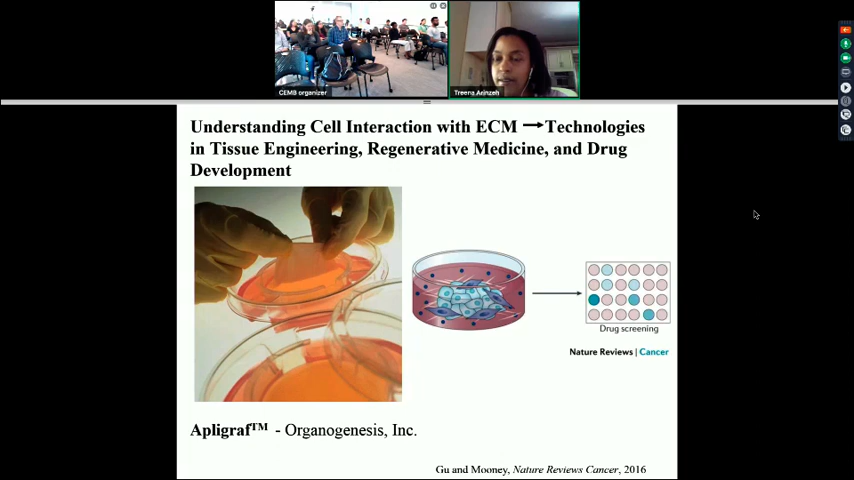 CEMB organizer
Treena Arinzeh
Understanding Cell Interaction with ECM →Technologies
in Tissue Engineering, Regenerative Medicine, and Drug
Development
Drug screening
Nature Reviews | Cancer
Apligraf™ - Organogenesis, Inc.
Gu and Mooney, Nature Reviews Cancer, 2016